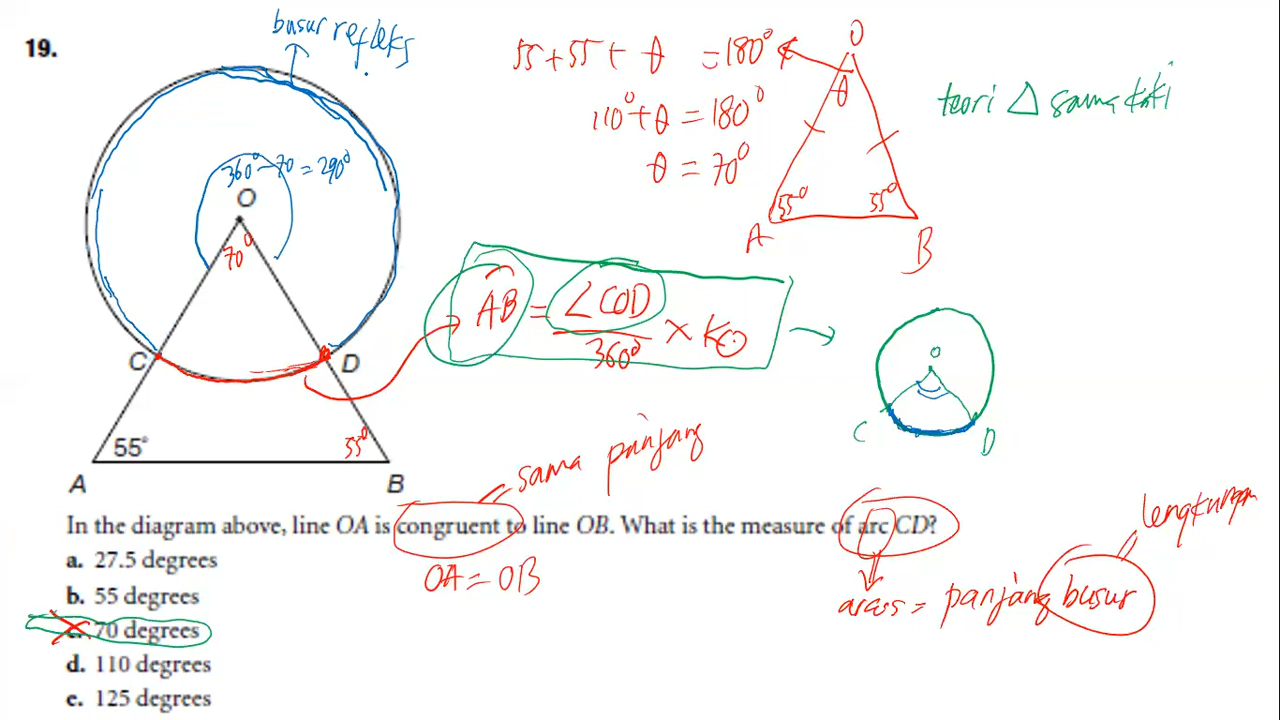 19.
busur refleks
55+55+ θ = 180°
110°+θ = 180°
θ = 70°
O
θ
55°
55°
A
B
teori △ sama kaki
360°-70 = 290°
O
70°
C
D
55°
55°
A
B
AB = ∠COD / 360° × K⊙
O
C
D
sama panjang
In the diagram above, line OA is congruent to line OB. What is the measure of arc CD?
OA = OB
lengkungan
arcs = panjang busur
a. 27.5 degrees
b. 55 degrees
c. 70 degrees
d. 110 degrees
e. 125 degrees